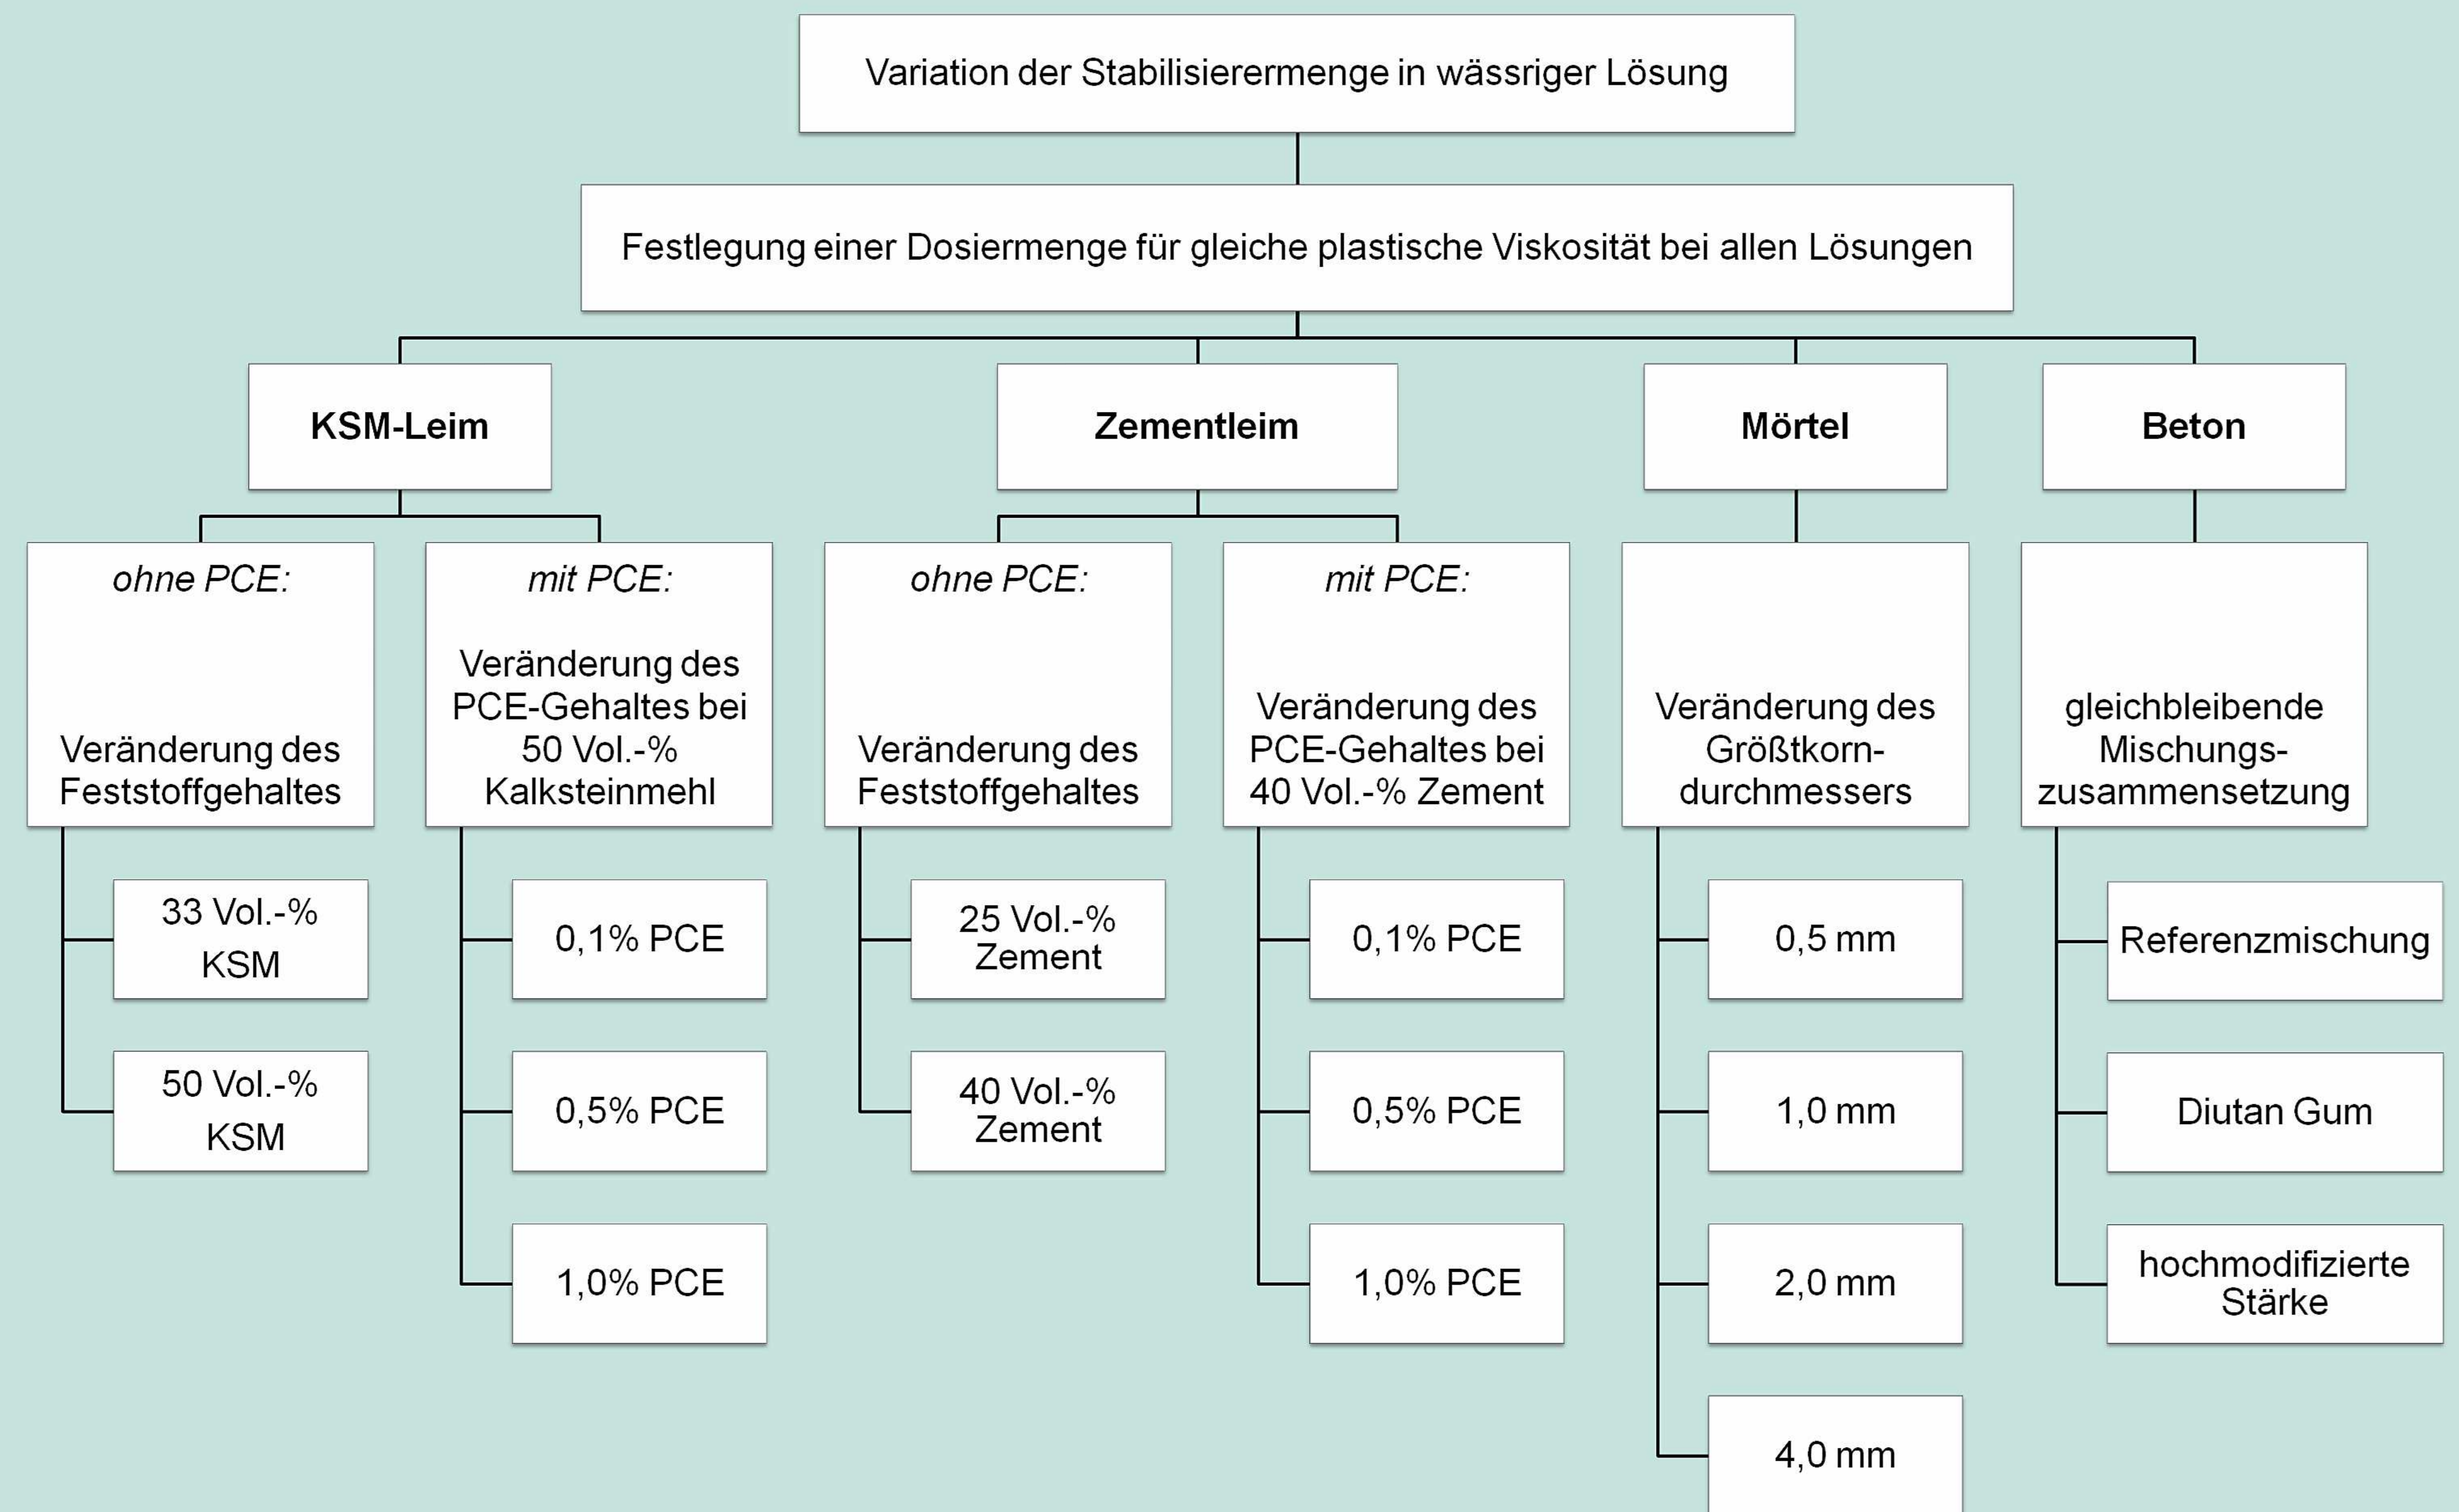 Variation der Stabilisierermenge in wässriger Lösung
Festlegung einer Dosiermenge für gleiche plastische Viskosität bei allen Lösungen
KSM-Leim
ohne PCE:
Veränderung des
Feststoffgehaltes
33 Vol.-%
KSM
50 Vol.-%
KSM
mit PCE:
Veränderung des
PCE-Gehaltes bei
50 Vol.-%
Kalksteinmehl
0,1% PCE
0,5% PCE
1,0% PCE
Zementleim
ohne PCE:
Veränderung des
Feststoffgehaltes
25 Vol.-%
Zement
40 Vol.-%
Zement
mit PCE:
Veränderung des
PCE-Gehaltes bei
40 Vol.-% Zement
0,1% PCE
0,5% PCE
1,0% PCE
Mörtel
Veränderung des
Größtkorn-
durchmessers
0,5 mm
1,0 mm
2,0 mm
4,0 mm
Beton
gleichbleibende
Mischungs-
zusammensetzung
Referenzmischung
Diutan Gum
hochmodifizierte
Stärke